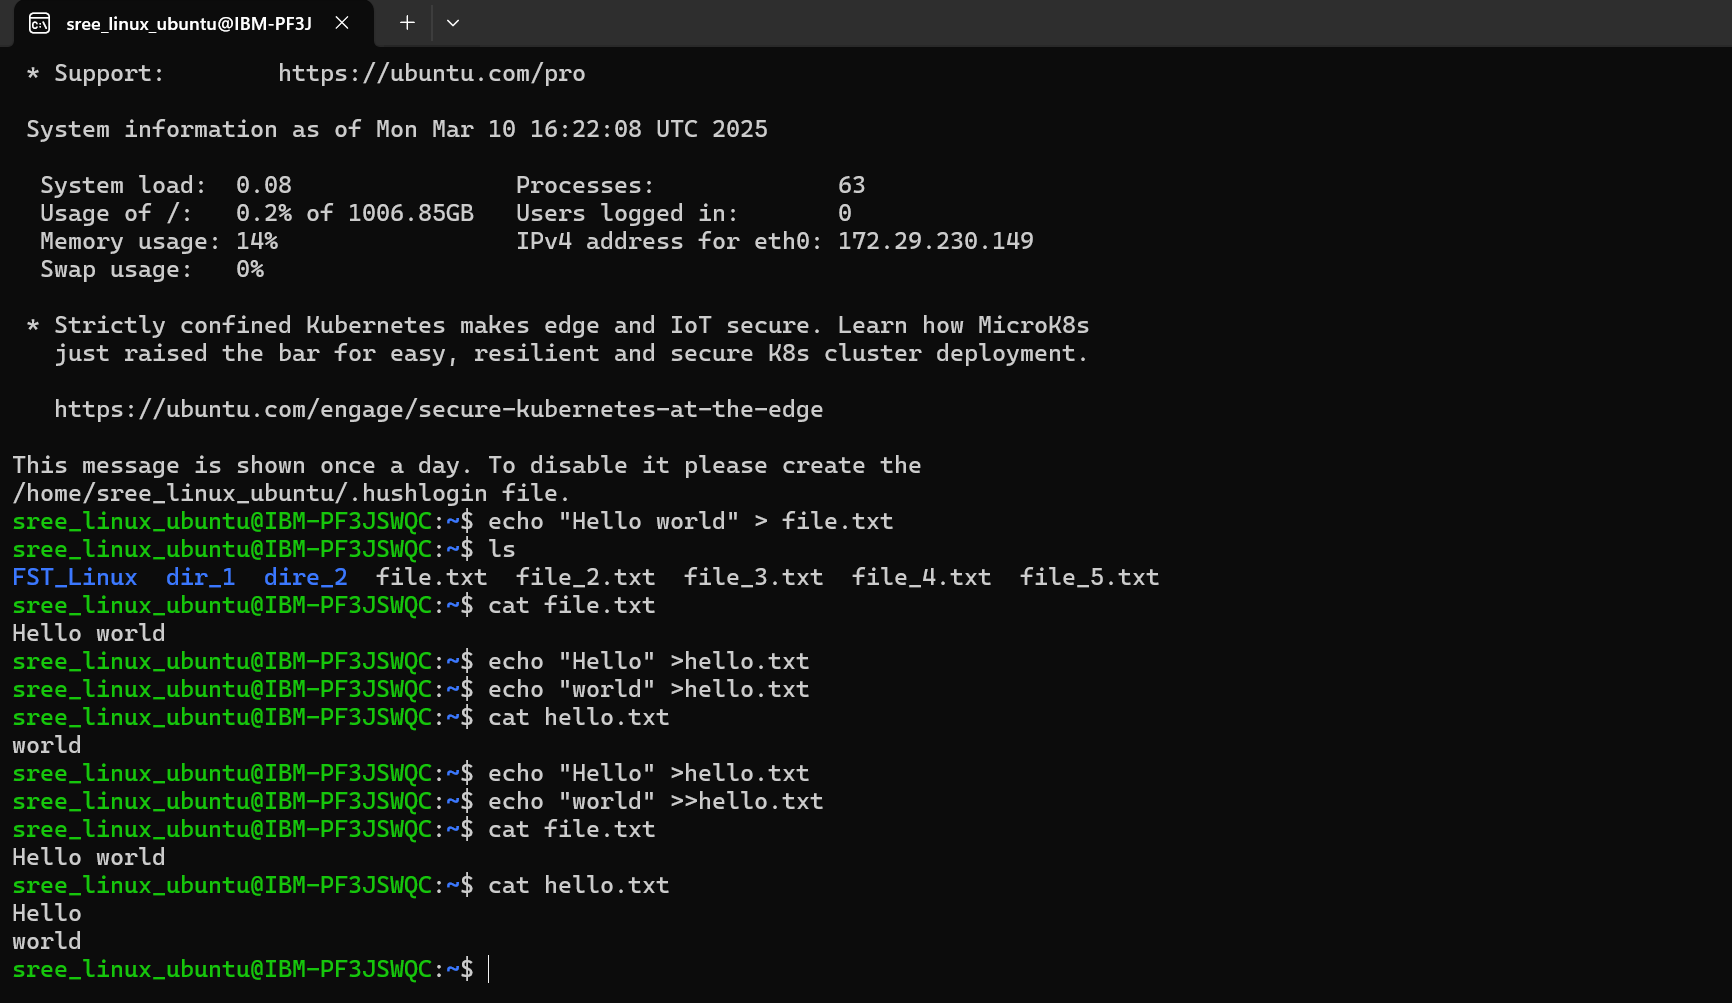 sree_linux_ubuntu@IBM-PF3J
* Support:        https://ubuntu.com/pro
System information as of Mon Mar 10 16:22:08 UTC 2025
System load:  0.08                Processes:             63
Usage of /:   0.2% of 1006.85GB   Users logged in:       0
Memory usage: 14%                 IPv4 address for eth0: 172.29.230.149
Swap usage:   0%
* Strictly confined Kubernetes makes edge and IoT secure. Learn how MicroK8s
just raised the bar for easy, resilient and secure K8s cluster deployment.
https://ubuntu.com/engage/secure-kubernetes-at-the-edge
This message is shown once a day. To disable it please create the
/home/sree_linux_ubuntu/.hushlogin file.
sree_linux_ubuntu@IBM-PF3JSWQC:~$ echo "Hello world" > file.txt
sree_linux_ubuntu@IBM-PF3JSWQC:~$ ls
FST_Linux  dir_1  dire_2  file.txt  file_2.txt  file_3.txt  file_4.txt  file_5.txt
sree_linux_ubuntu@IBM-PF3JSWQC:~$ cat file.txt
Hello world
sree_linux_ubuntu@IBM-PF3JSWQC:~$ echo "Hello" >hello.txt
sree_linux_ubuntu@IBM-PF3JSWQC:~$ echo "world" >hello.txt
sree_linux_ubuntu@IBM-PF3JSWQC:~$ cat hello.txt
world
sree_linux_ubuntu@IBM-PF3JSWQC:~$ echo "Hello" >hello.txt
sree_linux_ubuntu@IBM-PF3JSWQC:~$ echo "world" >>hello.txt
sree_linux_ubuntu@IBM-PF3JSWQC:~$ cat file.txt
Hello world
sree_linux_ubuntu@IBM-PF3JSWQC:~$ cat hello.txt
Hello
world
sree_linux_ubuntu@IBM-PF3JSWQC:~$